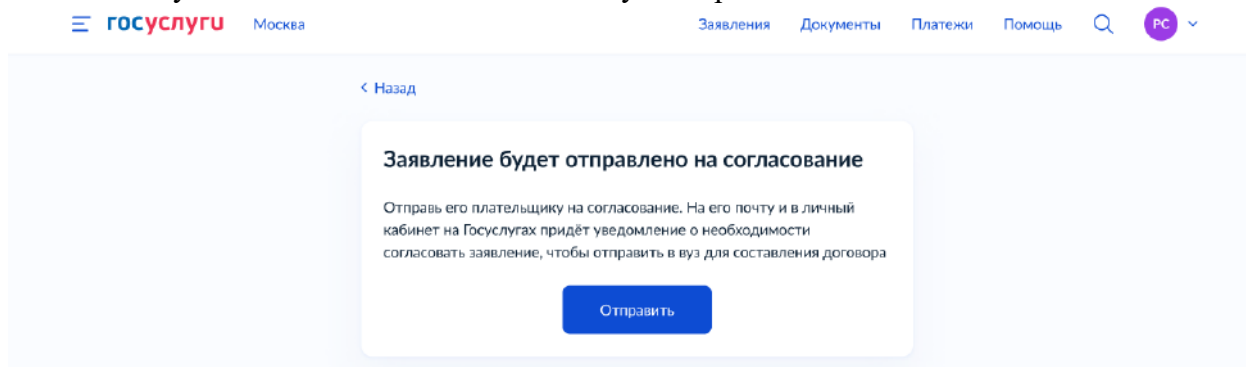 госуслуги Москва Заявления Документы Платежи Помощь РС
Назад
Заявление будет отправлено на согласование
Отправь его плательщику на согласование. На его почту и в личный
кабинет на Госуслугах придёт уведомление о необходимости
согласовать заявление, чтобы отправить в вуз для составления договора
Отправить